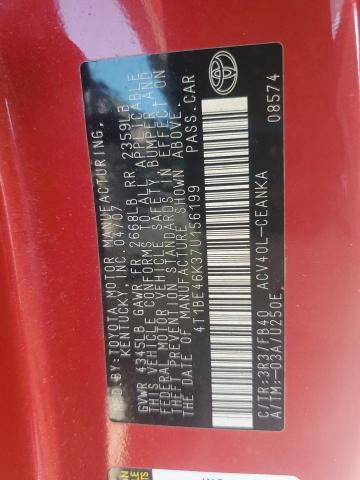 D.BY:TOYOTA MOTOR MANUFACTURING,
KENTUCKY, INC. 04/07
GVWR 4345LB GAWR FR 2668LB RR 2359LB
THIS VEHICLE CONFORMS TO ALL APPLICABLE
FEDERAL MOTOR VEHICLE SAFETY, BUMPER AND
THEFT PREVENTION STANDARDS IN EFFECT ON
THE DATE OF MANUFACTURE SHOWN ABOVE.
4T1BE46K37U456199 PASS.CAR
C/TR:3R3/FB40 ACV40L-CEANKA
A/TM:-03A/U250E 08574